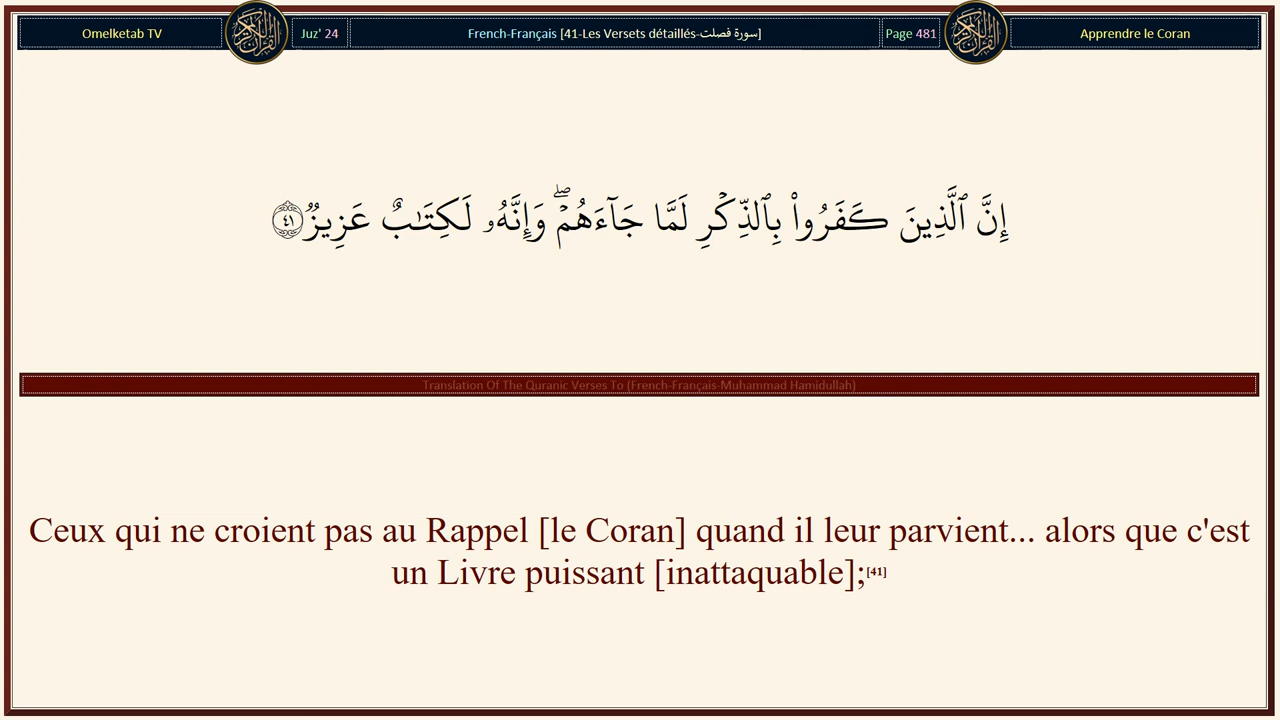 Omelketab TV
Juz' 24
French-Français [41-Les Versets détaillés-سورة فصلت]
Page 481
Apprendre le Coran
إِنَّ ٱلَّذِينَ كَفَرُواْ بِٱلذِّكۡرِ لَمَّا جَآءَهُمۡۖ وَإِنَّهُۥ لَكِتَٰبٌ عَزِيزٞ ٤١
Translation Of The Quranic Verses To (French-Français-Muhammad Hamidullah)
Ceux qui ne croient pas au Rappel [le Coran] quand il leur parvient... alors que c'est
un Livre puissant [inattaquable];[41]